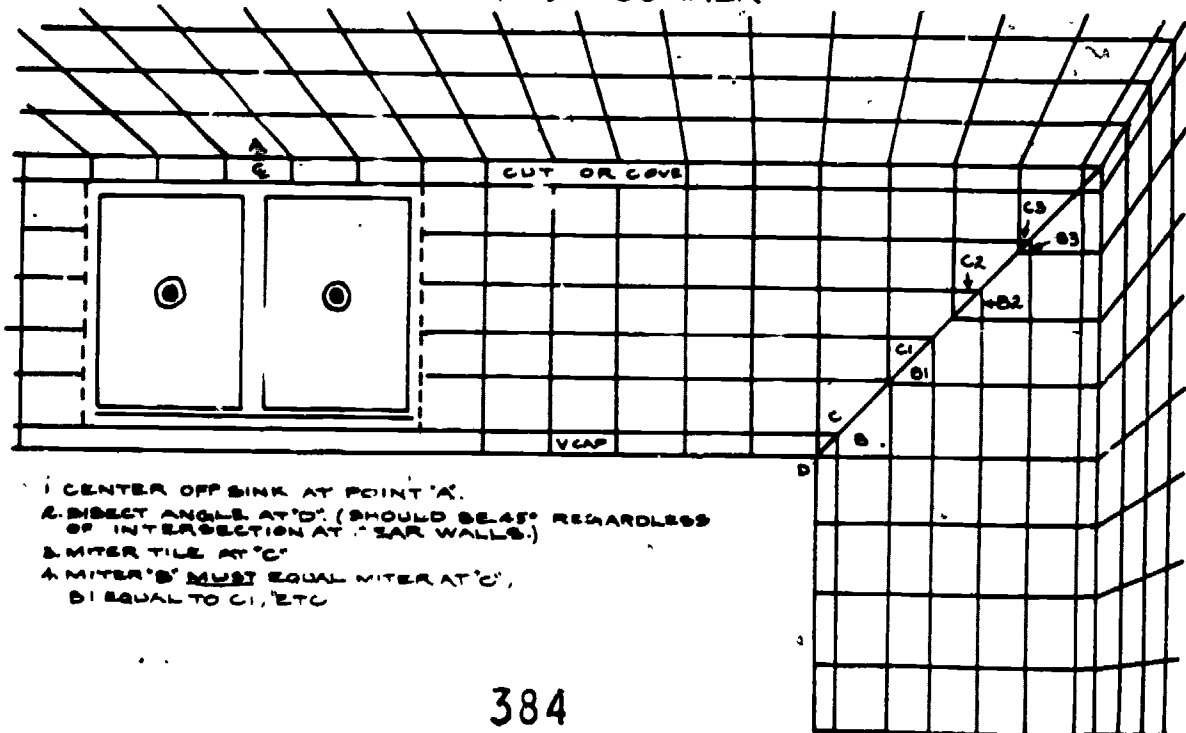 CORNER
A
℄
CUT OR COVE
C3
B3
C2
B2
C1
B1
C
B
V CAP
D
1 CENTER OFF SINK AT POINT "A".
2. BISECT ANGLE AT "D". (SHOULD BE 45° REGARDLESS
OF INTERSECTION AT WALLS.)
3. MITER TILE AT "C"
4. MITER "B" MUST EQUAL MITER AT "C",
B1 EQUAL TO C1, ETC
384